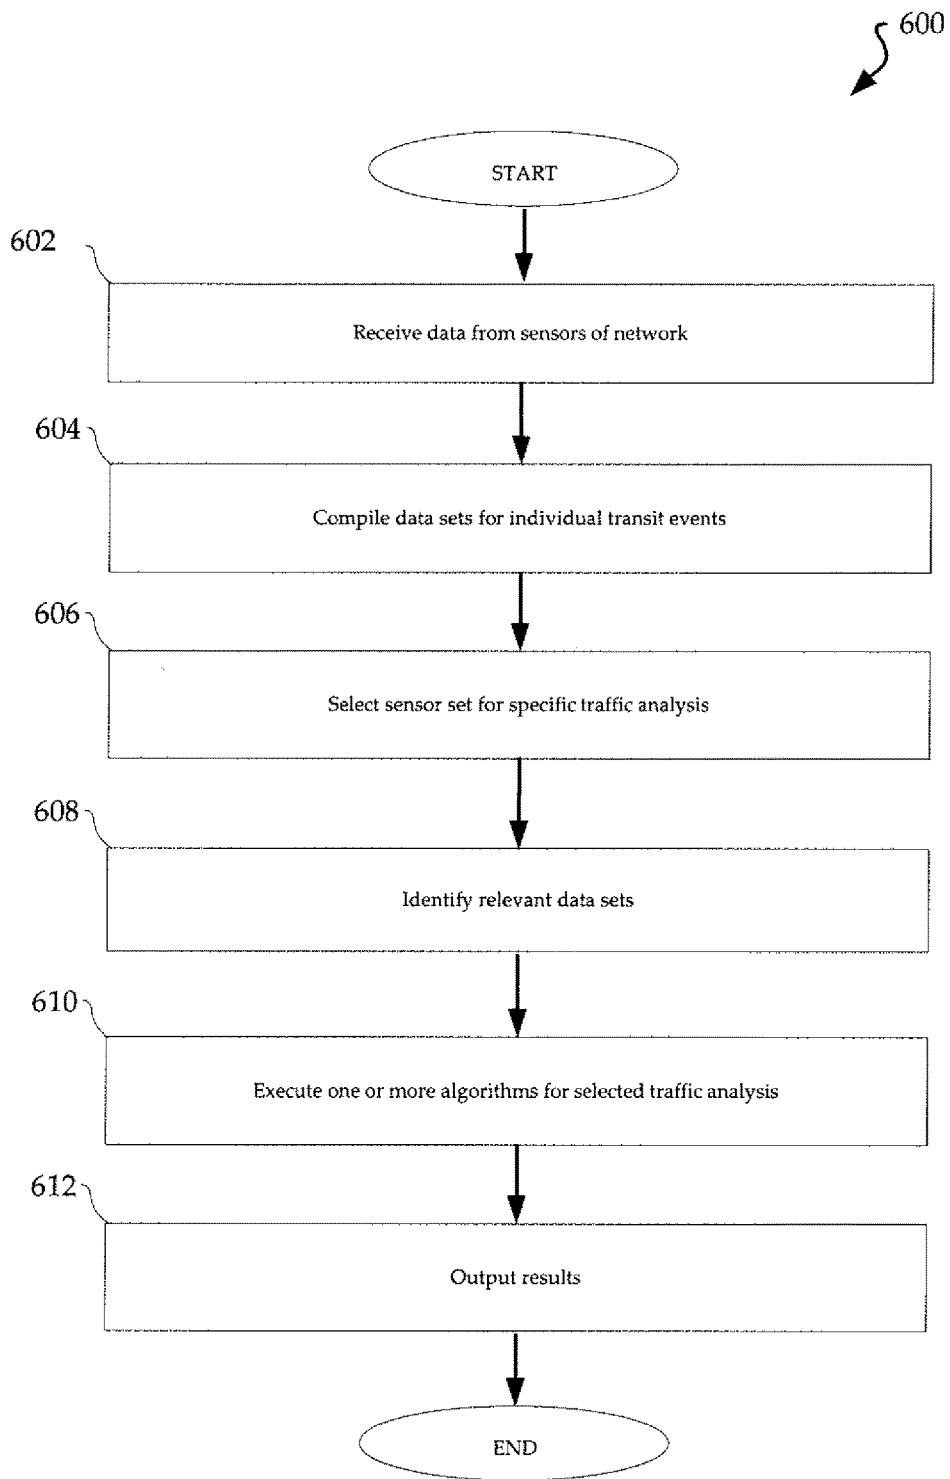 600
START
602
Receive data from sensors of network
604
Compile data sets for individual transit events
606
Select sensor set for specific traffic analysis
608
Identify relevant data sets
610
Execute one or more algorithms for selected traffic analysis
612
Output results
END